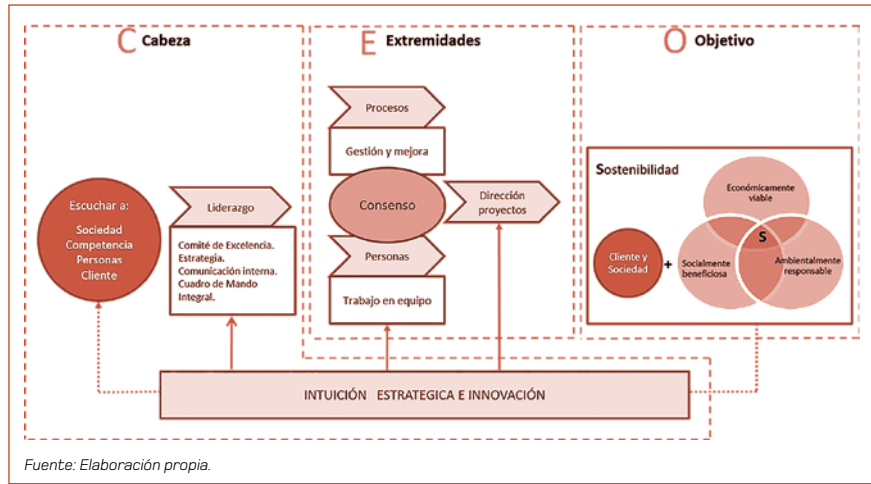 C Cabeza
Escuchar a:
Sociedad
Competencia
Personas
Cliente
Liderazgo
Comité de Excelencia.
Estrategia.
Comunicación interna.
Cuadro de Mando
Integral.
E Extremidades
Procesos
Gestión y mejora
Consenso
Personas
Trabajo en equipo
Dirección
proyectos
O Objetivo
Sostenibilidad
Cliente y
Sociedad
+
Económicamente
viable
S
Socialmente
beneficiosa
Ambientalmente
responsable
INTUICIÓN ESTRATEGICA E INNOVACIÓN
Fuente: Elaboración propia.